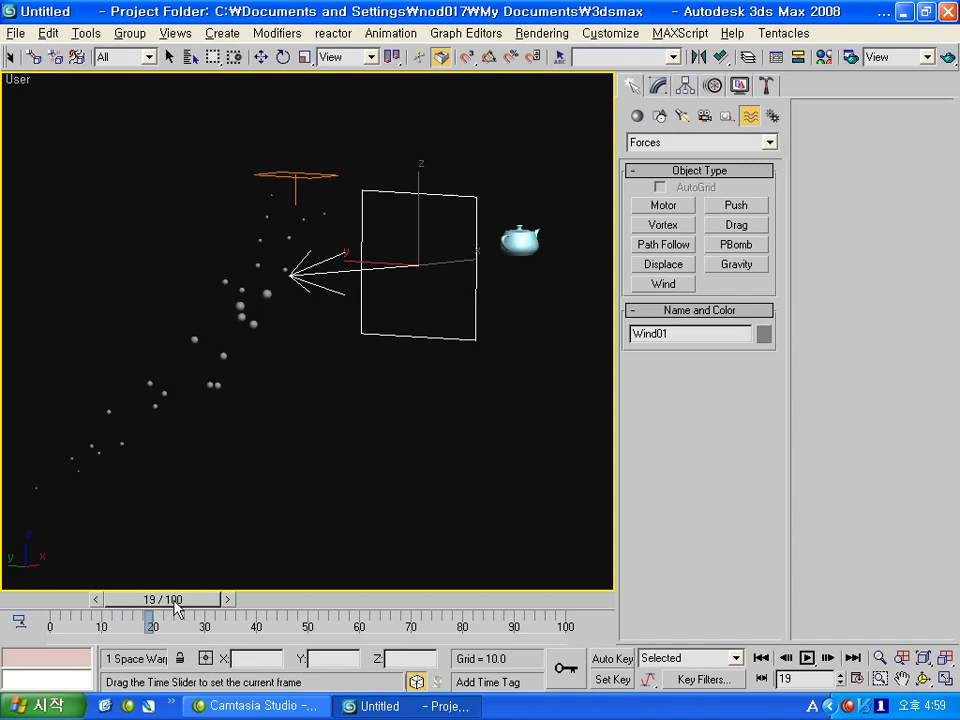 Untitled - Project Folder: C:₩Documents and Settings₩nod017₩My Documents₩3dsmax - Autodesk 3ds Max 2008 ...
File Edit Tools Group Views Create Modifiers reactor Animation Graph Editors Rendering Customize MAXScript Help Tentacles
All View View
User
z
y x
z
y x
Forces
- Object Type
AutoGrid
Motor Push
Vortex Drag
Path Follow PBomb
Displace Gravity
Wind
- Name and Color
Wind01
< 19 / 100 >
0 10 20 30 40 50 60 70 80 90 100
1 Space Warp X: Y: Z: Grid = 10.0 Auto Key Selected
Drag the Time Slider to set the current frame Add Time Tag Set Key Key Filters... 19
시작 Camtasia Studio -... Untitled - Proje... A 오후 4:59